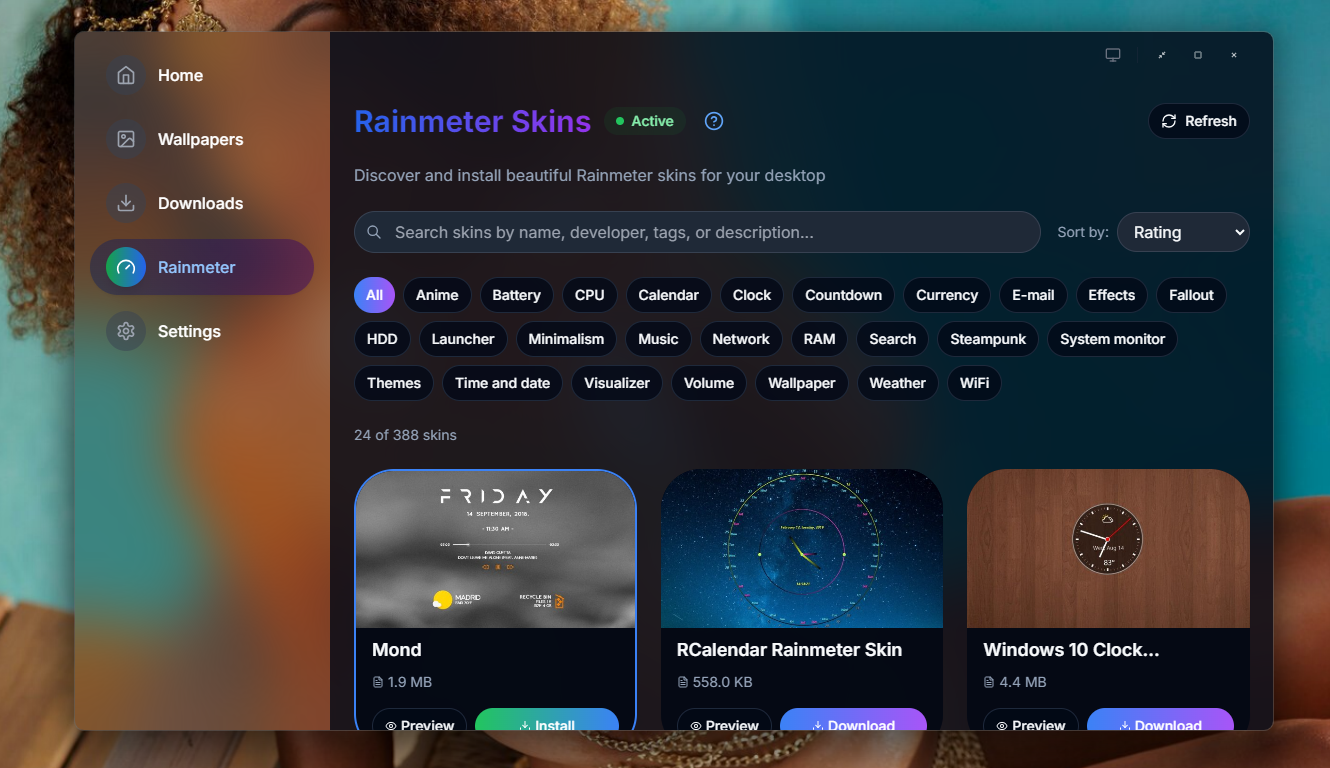 Home
Wallpapers
Downloads
Rainmeter
Settings
Rainmeter Skins
Active
Refresh
Discover and install beautiful Rainmeter skins for your desktop
Search skins by name, developer, tags, or description...
Sort by:
Rating
All Anime Battery CPU Calendar Clock Countdown Currency E-mail Effects Fallout
HDD Launcher Minimalism Music Network RAM Search Steampunk System monitor
Themes Time and date Visualizer Volume Wallpaper Weather WiFi
24 of 388 skins
FRIDAY
14 SEPTEMBER, 2018.
- 11:30 AM -
DAVID GUETTA
MADRID
RECYCLE BIN
Wed, Aug 14
83°
Mond
1.9 MB
Preview
Install
RCalendar Rainmeter Skin
558.0 KB
Preview
Download
Windows 10 Clock...
4.4 MB
Preview
Download